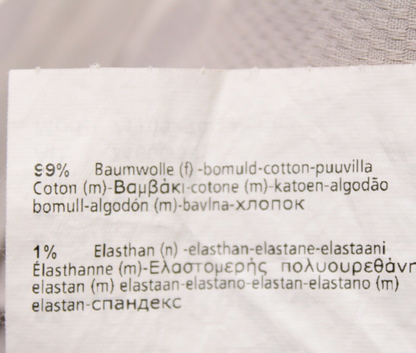 99% Baumwolle (f) -bomuld-cotton-puuvilla
Coton (m)-Βαμβάκι-cotone (m)-katoen-algodão
bomull-algodón (m)-bavlna-хлопок
1% Elasthan (n) -elasthan-elastane-elastaani
Élasthanne (m)-Ελαστομερής πολυουρεθάνη
elastan (m) elastaan-elastano-elastan-elastano (m)
elastan-спандекс